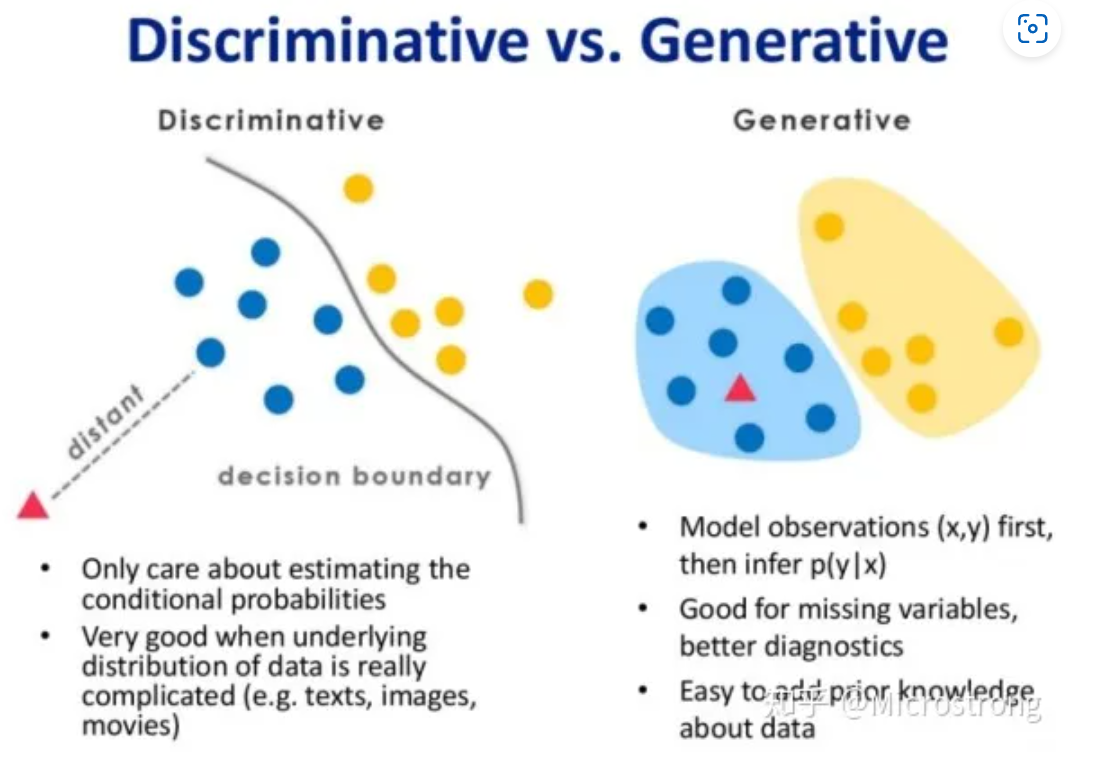 Discriminative vs. Generative
Discriminative
distant
decision boundary
• Only care about estimating the
conditional probabilities
• Very good when underlying
distribution of data is really
complicated (e.g. texts, images,
movies)
Generative
• Model observations (x,y) first,
then infer p(y|x)
• Good for missing variables,
better diagnostics
• Easy to add prior knowledge
about data
知乎 @Microstrong